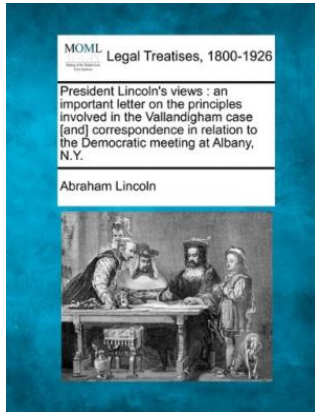 MOML
Legal Treatises, 1800-1926
President Lincoln's views : an
important letter on the principles
involved in the Vallandigham case
[and] correspondence in relation to
the Democratic meeting at Albany,
N.Y.
Abraham Lincoln